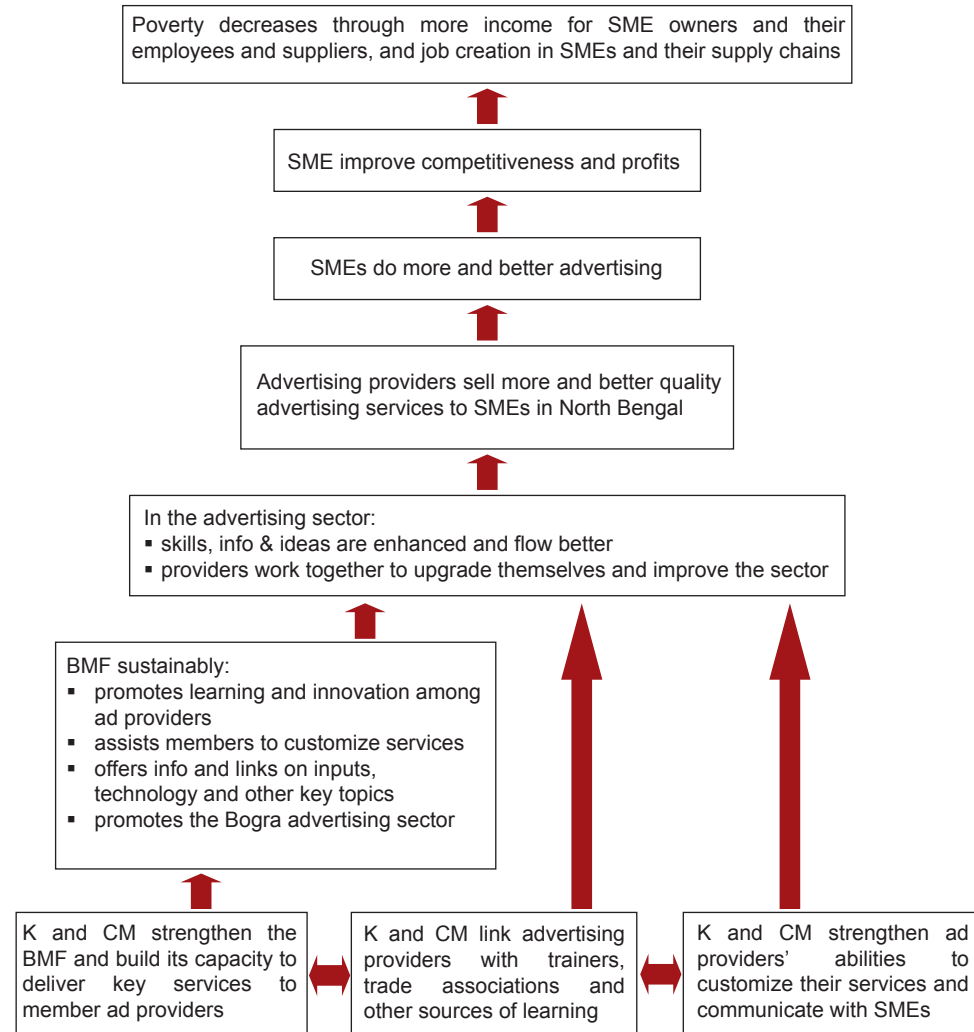 Poverty decreases through more income for SME owners and their
employees and suppliers, and job creation in SMEs and their supply chains
SME improve competitiveness and profits
SMEs do more and better advertising
Advertising providers sell more and better quality
advertising services to SMEs in North Bengal
In the advertising sector:
▪ skills, info & ideas are enhanced and flow better
▪ providers work together to upgrade themselves and improve the sector
BMF sustainably:
▪ promotes learning and innovation among
ad providers
▪ assists members to customize services
▪ offers info and links on inputs,
technology and other key topics
▪ promotes the Bogra advertising sector
K and CM strengthen the
BMF and build its capacity to
deliver key services to
member ad providers
K and CM link advertising
providers with trainers,
trade associations and
other sources of learning
K and CM strengthen ad
providers’ abilities to
customize their services and
communicate with SMEs